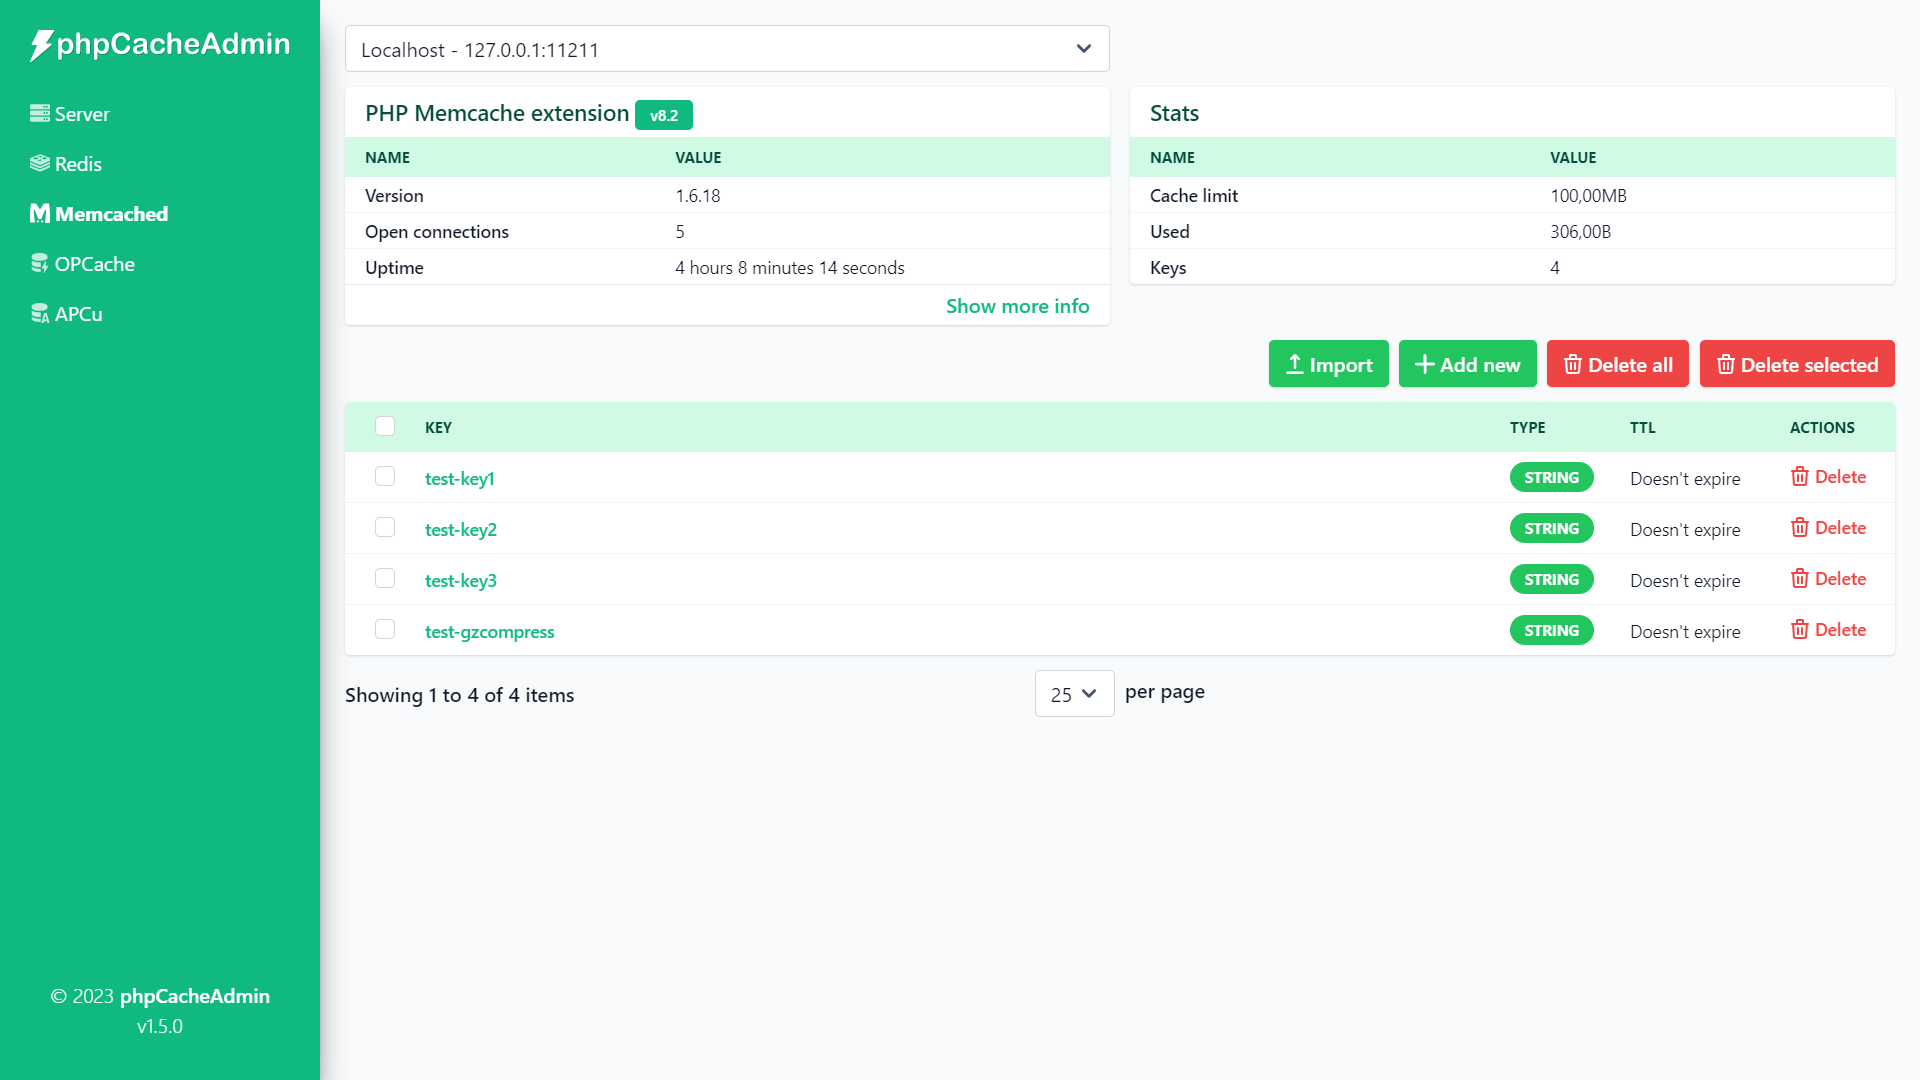 phpCacheAdmin
Server
Redis
Memcached
OPCache
APCu
© 2023 phpCacheAdmin
v1.5.0
Localhost - 127.0.0.1:11211
PHP Memcache extension v8.2
NAME VALUE
Version 1.6.18
Open connections 5
Uptime 4 hours 8 minutes 14 seconds
Show more info
Stats
NAME VALUE
Cache limit 100,00MB
Used 306,00B
Keys 4
Import Add new Delete all Delete selected
KEY TYPE TTL ACTIONS
test-key1 STRING Doesn't expire Delete
test-key2 STRING Doesn't expire Delete
test-key3 STRING Doesn't expire Delete
test-gzcompress STRING Doesn't expire Delete
Showing 1 to 4 of 4 items 25 per page